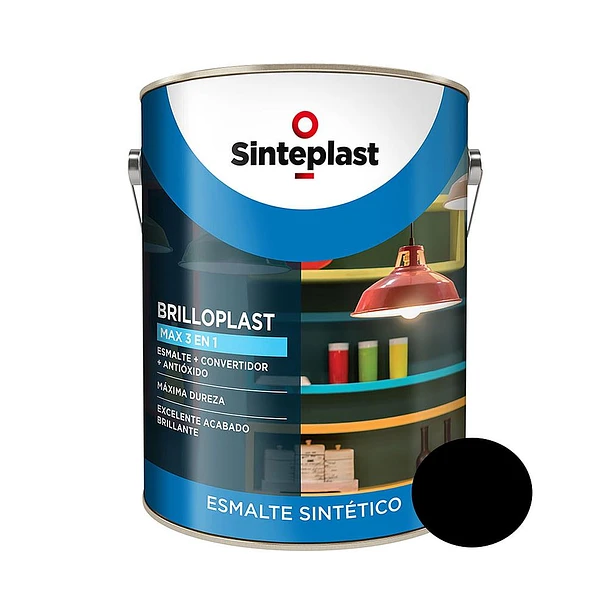 Sinteplast
BRILLOPLAST
MAX 3 EN 1
ESMALTE + CONVERTIDOR
+ ANTIÓXIDO
MÁXIMA DUREZA
EXCELENTE ACABADO
BRILLANTE
ESMALTE SINTÉTICO